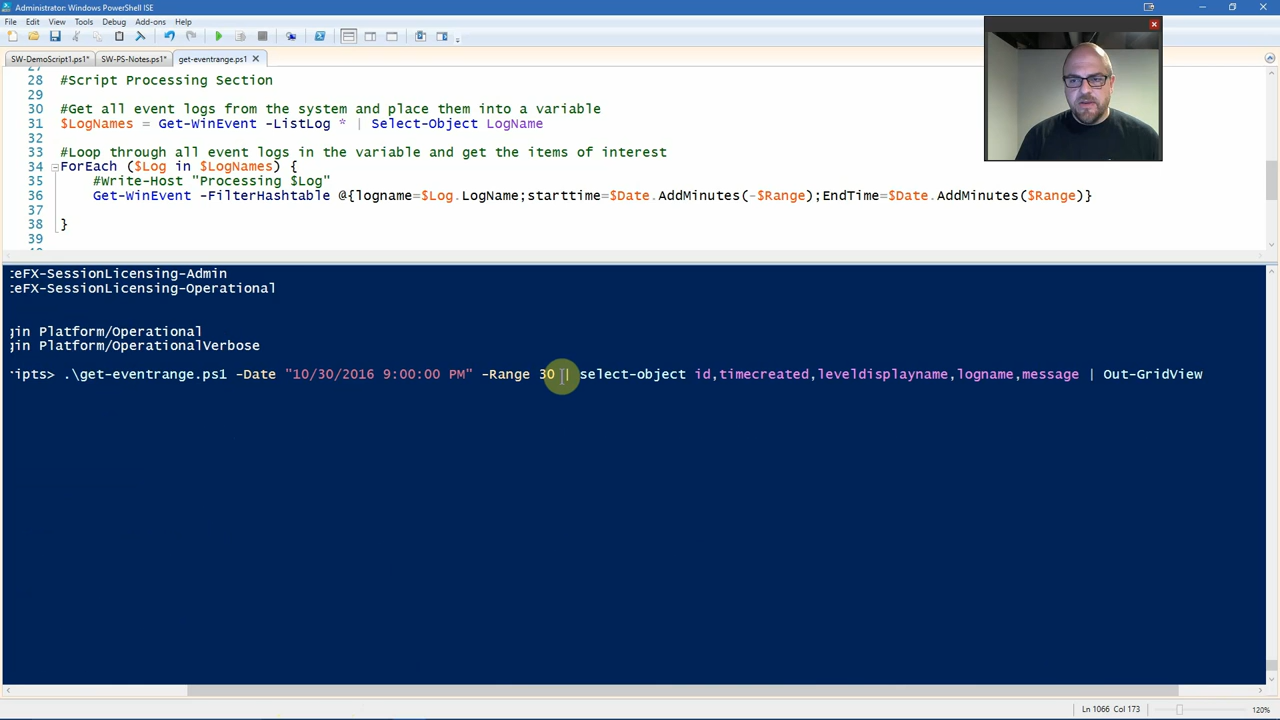 Administrator: Windows PowerShell ISE
File Edit View Tools Debug Add-ons Help
SW-DemoScript1.ps1* SW-PS-Notes.ps1* get-eventrange.ps1
28 #Script Processing Section
29
30 #Get all event logs from the system and place them into a variable
31 $LogNames = Get-WinEvent -ListLog * | Select-Object LogName
32
33 #Loop through all event logs in the variable and get the items of interest
34 ForEach ($Log in $LogNames) {
35 #Write-Host "Processing $Log"
36 Get-WinEvent -FilterHashtable @{logname=$Log.LogName;starttime=$Date.AddMinutes(-$Range);EndTime=$Date.AddMinutes($Range)}
37
38 }
39
eFX-SessionLicensing-Admin
eFX-SessionLicensing-Operational
gin Platform/Operational
gin Platform/OperationalVerbose
ipts> .\get-eventrange.ps1 -Date "10/30/2016 9:00:00 PM" -Range 30 | select-object id,timecreated,leveldisplayname,logname,message | Out-GridView
Ln 1066 Col 173 120%